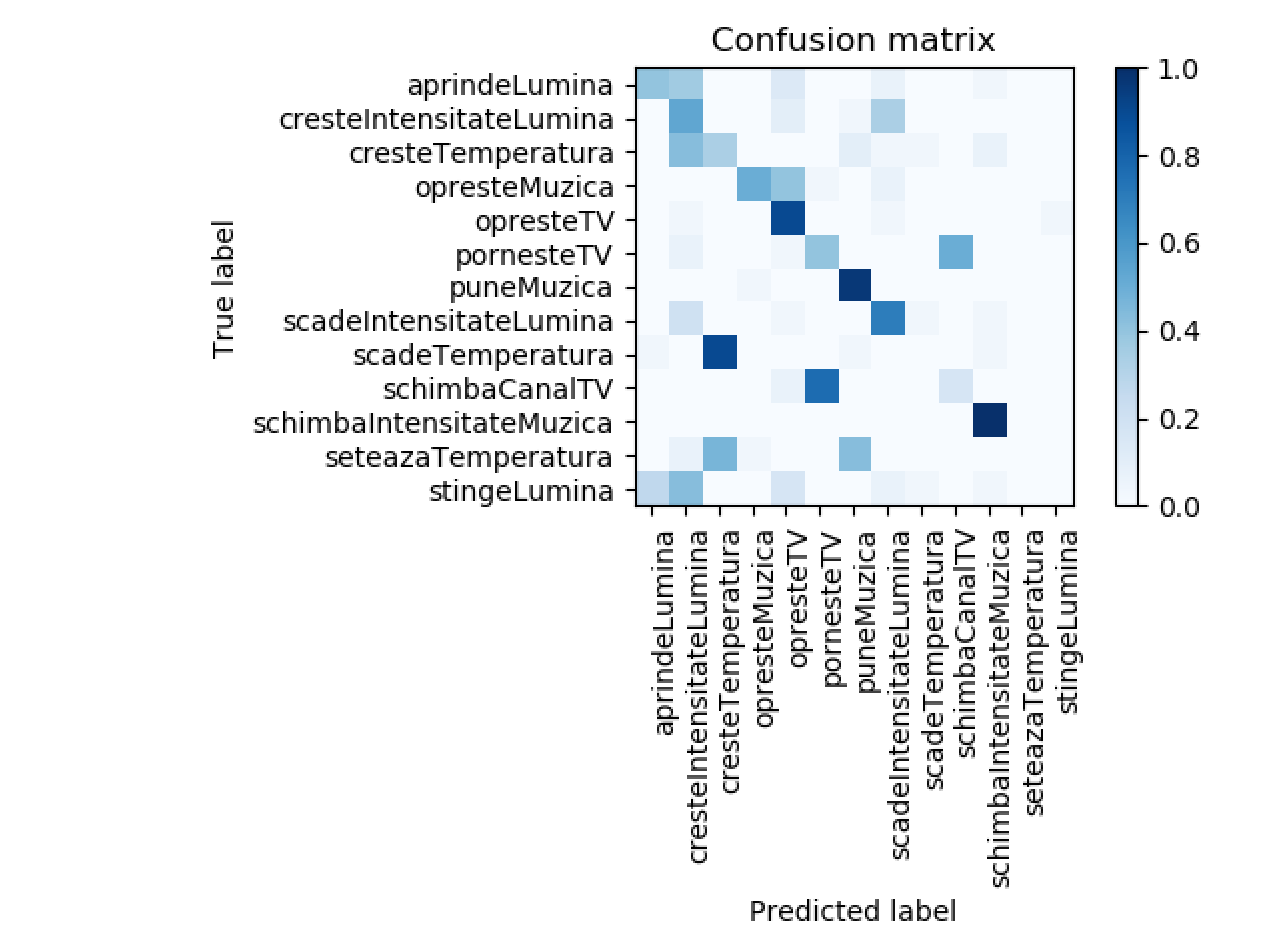 Confusion matrix
True label
aprindeLumina
cresteIntensitateLumina
cresteTemperatura
opresteMuzica
opresteTV
pornesteTV
puneMuzica
scadeIntensitateLumina
scadeTemperatura
schimbaCanalTV
schimbaIntensitateMuzica
seteazaTemperatura
stingeLumina
1.0
0.8
0.6
0.4
0.2
0.0
aprindeLumina
cresteIntensitateLumina
cresteTemperatura
opresteMuzica
opresteTV
pornesteTV
puneMuzica
scadeIntensitateLumina
scadeTemperatura
schimbaCanalTV
schimbaIntensitateMuzica
seteazaTemperatura
stingeLumina
Predicted label